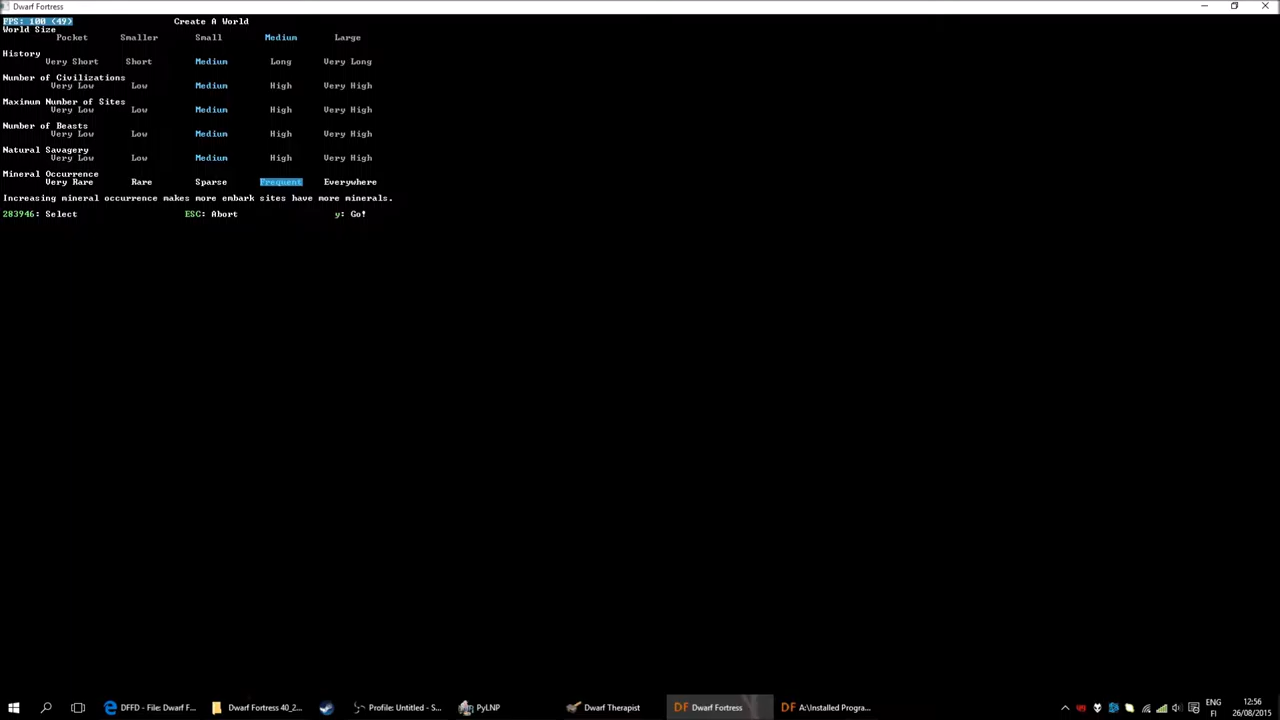 Dwarf Fortress
FPS: 100 (49) Create A World
World Size
Pocket Smaller Small Medium Large
History
Very Short Short Medium Long Very Long
Number of Civilizations
Very Low Low Medium High Very High
Maximum Number of Sites
Very Low Low Medium High Very High
Number of Beasts
Very Low Low Medium High Very High
Natural Savagery
Very Low Low Medium High Very High
Mineral Occurrence
Very Rare Rare Sparse Frequent Everywhere
Increasing mineral occurrence makes more embark sites have more minerals.
283946: Select ESC: Abort y: Go!
DFFD - File: Dwarf F... Dwarf Fortress 40_2... Profile: Untitled - S... PyLNP Dwarf Therapist DF Dwarf Fortress DF A:\Installed Progra... ENG 12:56
FI 26/08/2015